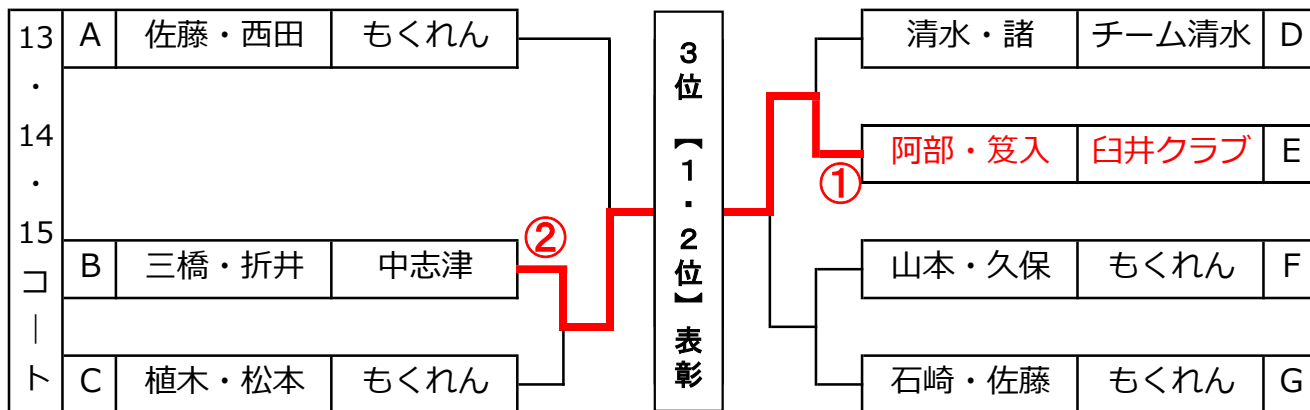 13・14・15コート
A 佐藤・西田 もくれん
B 三橋・折井 中志津
C 植木・松本 もくれん
②
3位【1・2位】表彰
①
清水・諸 チーム清水 D
阿部・笈入 臼井クラブ E
山本・久保 もくれん F
石崎・佐藤 もくれん G